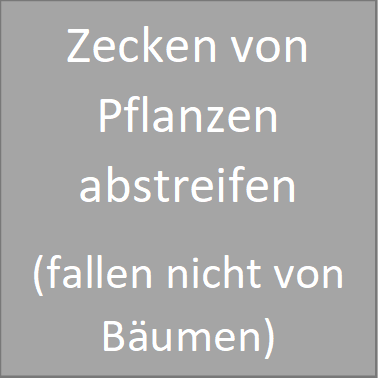 Zecken von
Pflanzen
abstreifen
(fallen nicht von
Bäumen)